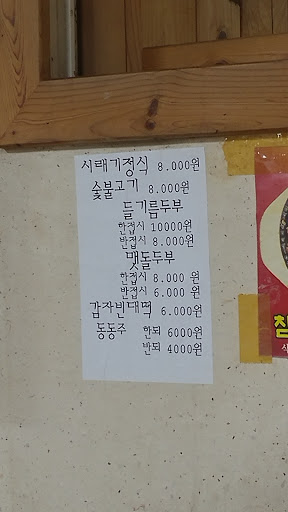 시래기정식 8.000원
숯불고기 8.000원
들기름두부
한접시 10000원
반접시 8.000원
맷돌두부
한접시 8.000 원
반접시 6.000 원
감자빈대떡 6.000원
동동주 한되 6000원
반되 4000원
참